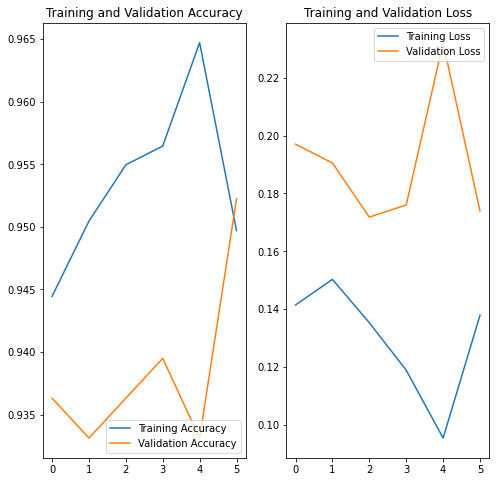 Training and Validation Accuracy
0.965
0.960
0.955
0.950
0.945
0.940
0.935
Training Accuracy
Validation Accuracy
0 1 2 3 4 5
Training and Validation Loss
Training Loss
Validation Loss
0.22
0.20
0.18
0.16
0.14
0.12
0.10
0 1 2 3 4 5